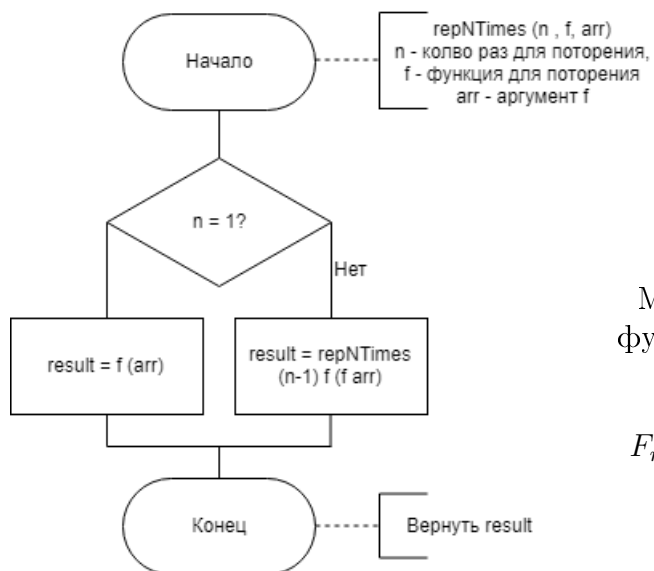 Начало
repNTimes (n , f, arr)
n - колво раз для поторения,
f - функция для поторения
arr - аргумент f
n = 1?
Нет
result = f (arr)
result = repNTimes
(n-1) f (f arr)
Конец
Вернуть result